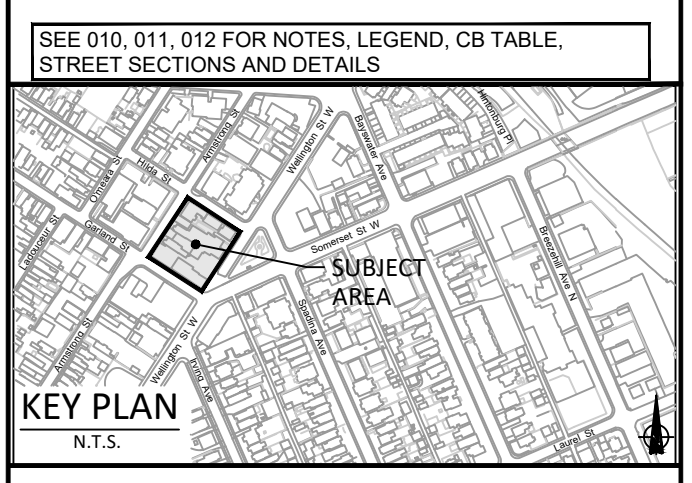 SEE 010, 011, 012 FOR NOTES, LEGEND, CB TABLE,
STREET SECTIONS AND DETAILS
Hintonburg Pl
Armstrong St
Wellington St W
Bayswater Ave
Hilda St
Omeara St
Garland St
Ladouceur St
Somerset St W
Breezehill Ave N
SUBJECT
AREA
Spadina Ave
Armstrong St
Wellington St W
Irving Ave
Laurel St
KEY PLAN
N.T.S.